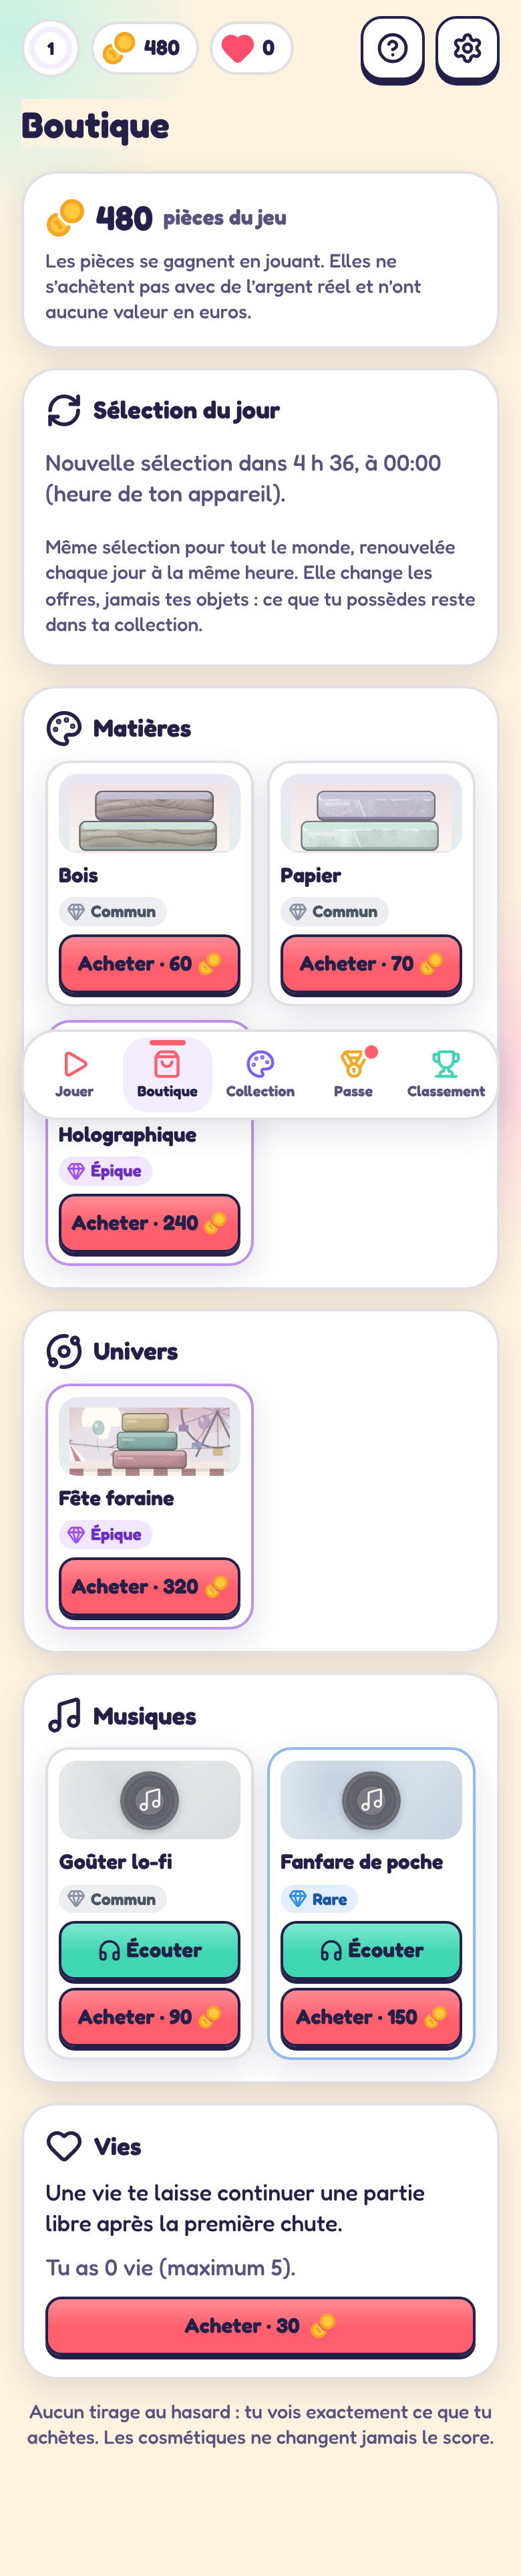 1
480
0
Boutique
480 pièces du jeu
Les pièces se gagnent en jouant. Elles ne
s'achètent pas avec de l'argent réel et n'ont
aucune valeur en euros.
Sélection du jour
Nouvelle sélection dans 4 h 36, à 00:00
(heure de ton appareil).
Même sélection pour tout le monde, renouvelée
chaque jour à la même heure. Elle change les
offres, jamais tes objets : ce que tu possèdes reste
dans ta collection.
Matières
Bois
Commun
Acheter · 60
Papier
Commun
Acheter · 70
Jouer
Boutique
Collection
Passe
Classement
Holographique
Épique
Acheter · 240
Univers
Fête foraine
Épique
Acheter · 320
Musiques
Goûter lo-fi
Commun
Écouter
Acheter · 90
Fanfare de poche
Rare
Écouter
Acheter · 150
Vies
Une vie te laisse continuer une partie
libre après la première chute.
Tu as 0 vie (maximum 5).
Acheter · 30
Aucun tirage au hasard : tu vois exactement ce que tu
achètes. Les cosmétiques ne changent jamais le score.